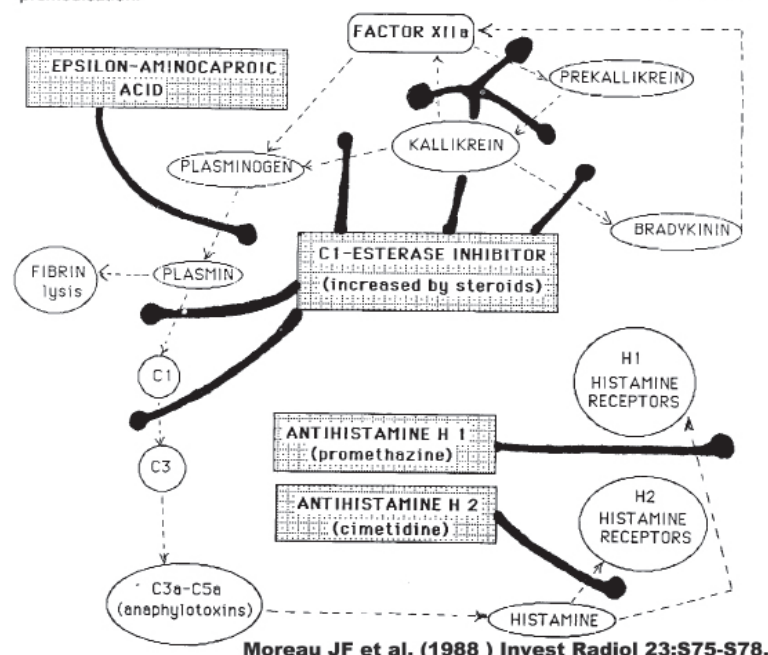 FACTOR XIIa
EPSILON-AMINOCAPROIC
ACID
PREKALLIKREIN
KALLIKREIN
PLASMINOGEN
BRADYKININ
C1-ESTERASE INHIBITOR
(increased by steroids)
FIBRIN
lysis
PLASMIN
C1
H1
HISTAMINE
RECEPTORS
ANTIHISTAMINE H 1
(promethazine)
C3
ANTIHISTAMINE H 2
(cimetidine)
H2
HISTAMINE
RECEPTORS
C3a-C5a
(anaphylotoxins)
HISTAMINE
Moreau JF et al. (1988 ) Invest Radiol 23:S75-S78.